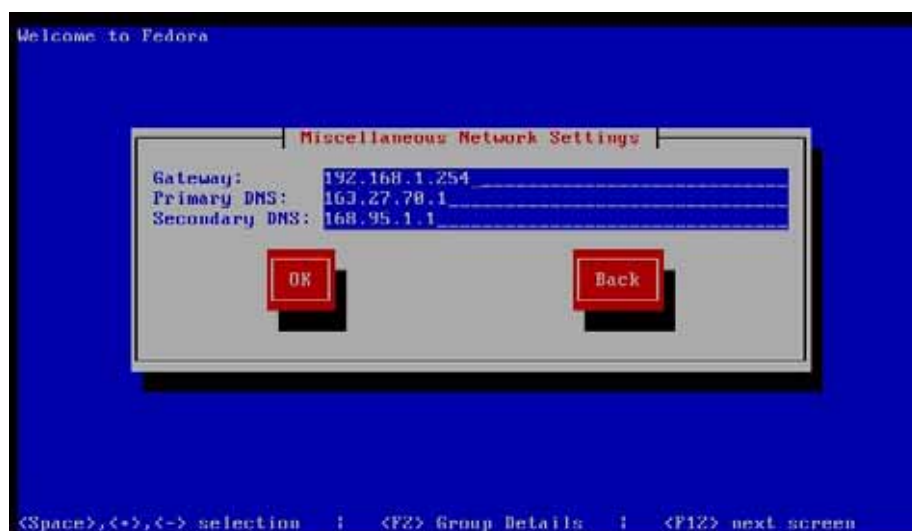 Welcome to Fedora
Miscellaneous Network Settings
Gateway: 192.168.1.254
Primary DNS: 163.27.70.1
Secondary DNS: 168.95.1.1
OK
Back
<Space>,<+>,<-> selection | <F2> Group Details | <F12> next screen